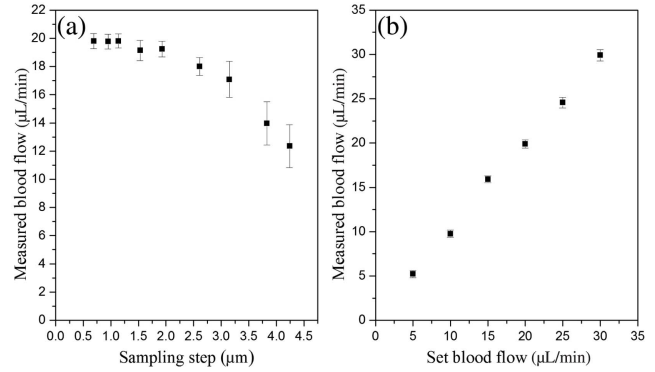 (a)
Measured blood flow (μL/min)
22
20
18
16
14
12
10
8
6
4
2
0
0.0 0.5 1.0 1.5 2.0 2.5 3.0 3.5 4.0 4.5
Sampling step (μm)
(b)
Measured blood flow (μL/min)
35
30
25
20
15
10
5
0
0 5 10 15 20 25 30 35
Set blood flow (μL/min)